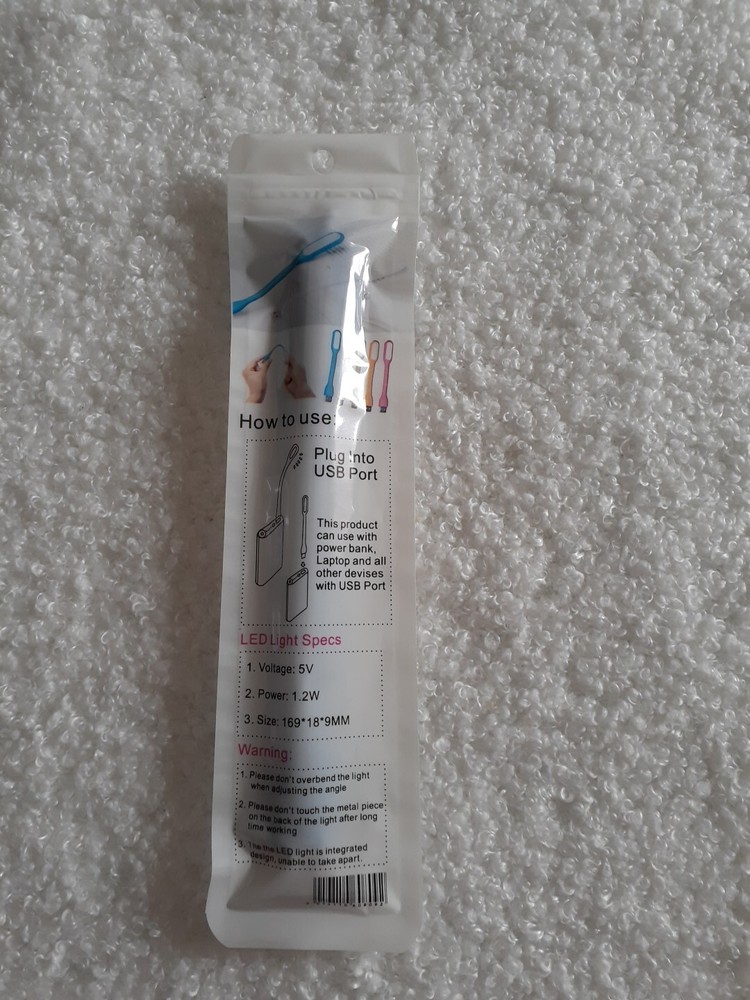 How to use:
Plug Into
USB Port
This product
can use with
power bank,
Laptop and all
other devises
with USB Port
LED Light Specs
1. Voltage: 5V
2. Power: 1.2W
3. Size: 169*18*9MM
Warning:
1. Please don't overbend the light
when adjusting the angle
2. Please don't touch the metal piece
on the back of the light after long
time working
3. The the LED light is integrated
design, unable to take apart.